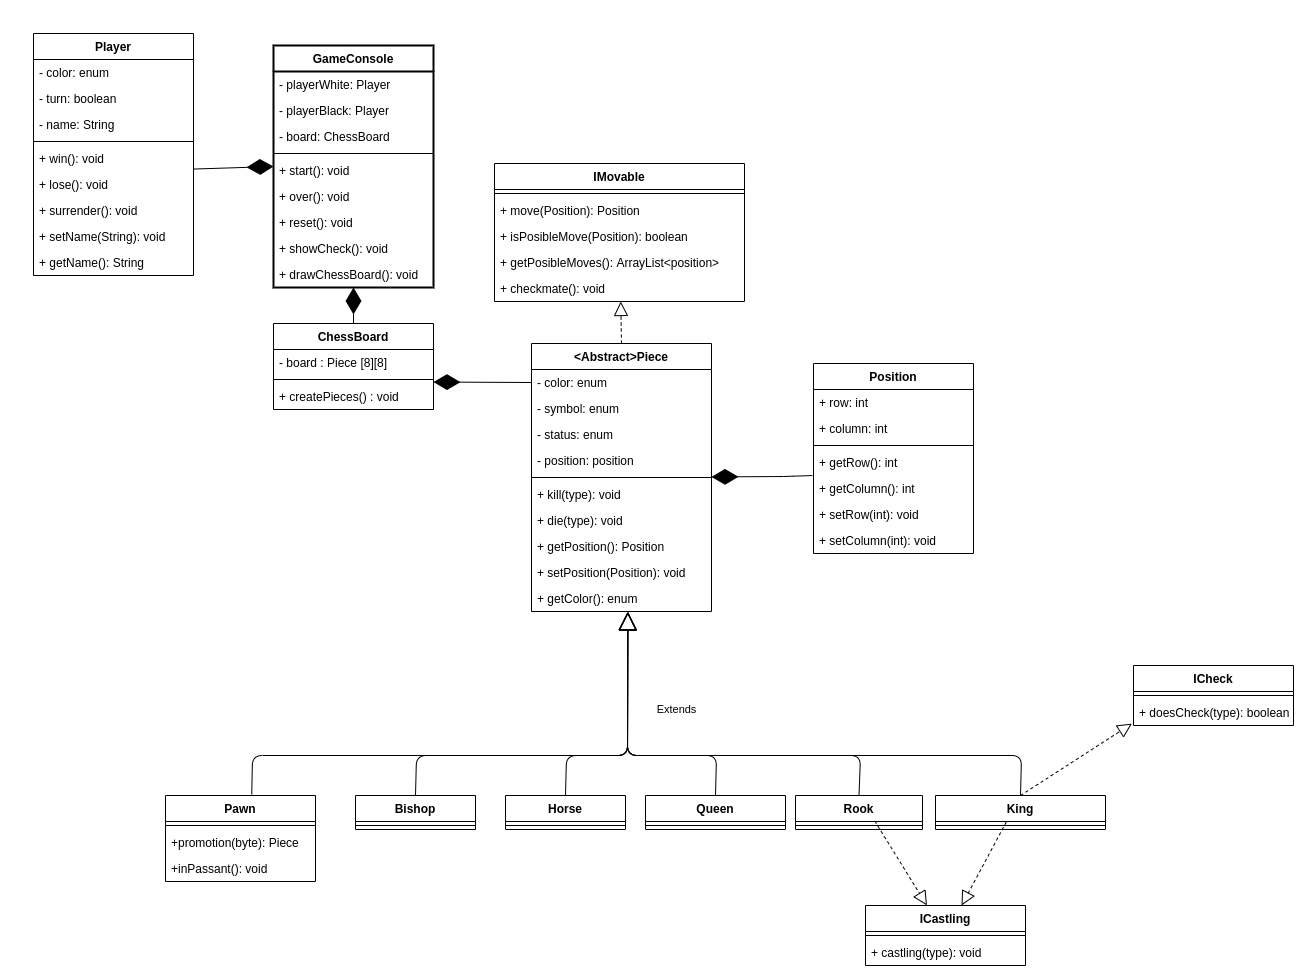 Player
- color: enum
- turn: boolean
- name: String
+ win(): void
+ lose(): void
+ surrender(): void
+ setName(String): void
+ getName(): String
GameConsole
- playerWhite: Player
- playerBlack: Player
- board: ChessBoard
+ start(): void
+ over(): void
+ reset(): void
+ showCheck(): void
+ drawChessBoard(): void
IMovable
+ move(Position): Position
+ isPosibleMove(Position): boolean
+ getPosibleMoves(): ArrayList<position>
+ checkmate(): void
ChessBoard
- board : Piece [8][8]
+ createPieces() : void
<Abstract>Piece
- color: enum
- symbol: enum
- status: enum
- position: position
+ kill(type): void
+ die(type): void
+ getPosition(): Position
+ setPosition(Position): void
+ getColor(): enum
Position
+ row: int
+ column: int
+ getRow(): int
+ getColumn(): int
+ setRow(int): void
+ setColumn(int): void
Extends
ICheck
+ doesCheck(type): boolean
Pawn
+promotion(byte): Piece
+inPassant(): void
Bishop
Horse
Queen
Rook
King
ICastling
+ castling(type): void